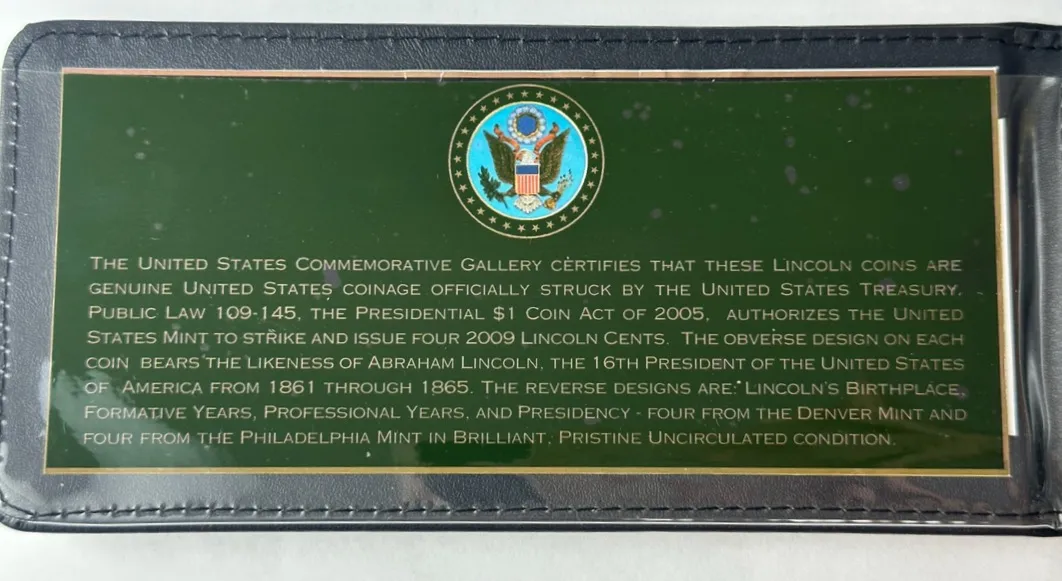 THE UNITED STATES COMMEMORATIVE GALLERY CERTIFIES THAT THESE LINCOLN COINS ARE
GENUINE UNITED STATES COINAGE OFFICIALLY STRUCK BY THE UNITED STATES TREASURY.
PUBLIC LAW 109-145, THE PRESIDENTIAL $1 COIN ACT OF 2005, AUTHORIZES THE UNITED
STATES MINT TO STRIKE AND ISSUE FOUR 2009 LINCOLN CENTS. THE OBVERSE DESIGN ON EACH
COIN BEARS THE LIKENESS OF ABRAHAM LINCOLN, THE 16TH PRESIDENT OF THE UNITED STATES
OF AMERICA FROM 1861 THROUGH 1865. THE REVERSE DESIGNS ARE: LINCOLN'S BIRTHPLACE,
FORMATIVE YEARS, PROFESSIONAL YEARS, AND PRESIDENCY - FOUR FROM THE DENVER MINT AND
FOUR FROM THE PHILADELPHIA MINT IN BRILLIANT, PRISTINE UNCIRCULATED CONDITION.